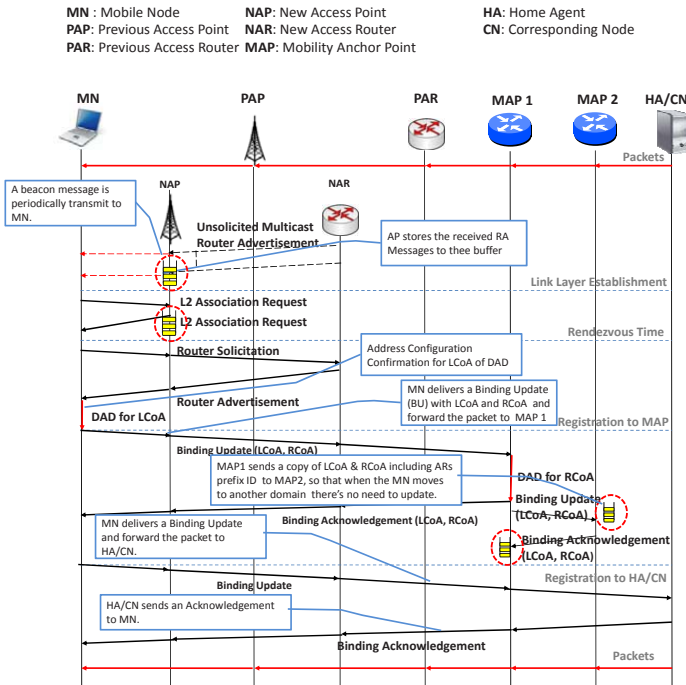 MN : Mobile Node NAP: New Access Point HA: Home Agent
PAP: Previous Access Point NAR: New Access Router CN: Corresponding Node
PAR: Previous Access Router MAP: Mobility Anchor Point
MN PAP PAR MAP 1 MAP 2 HA/CN
Packets
A beacon message is
periodically transmit to
MN.
NAP
NAR
Unsolicited Multicast
Router Advertisement
AP stores the received RA
Messages to thee buffer
Link Layer Establishment
L2 Association Request
L2 Association Request
Rendezvous Time
Router Solicitation
Address Configuration
Confirmation for LCoA of DAD
Router Advertisement
MN delivers a Binding Update
(BU) with LCoA and RCoA and
forward the packet to MAP 1
DAD for LCoA
Registration to MAP
Binding Update (LCoA, RCoA)
MAP1 sends a copy of LCoA & RCoA including ARs
prefix ID to MAP2, so that when the MN moves
to another domain there's no need to update.
DAD for RCoA
Binding Update
(LCoA, RCoA)
Binding Acknowledgement (LCoA, RCoA)
MN delivers a Binding Update
and forward the packet to
HA/CN.
Binding Acknowledgement
(LCoA, RCoA)
Registration to HA/CN
Binding Update
HA/CN sends an Acknowledgement
to MN.
Binding Acknowledgement
Packets